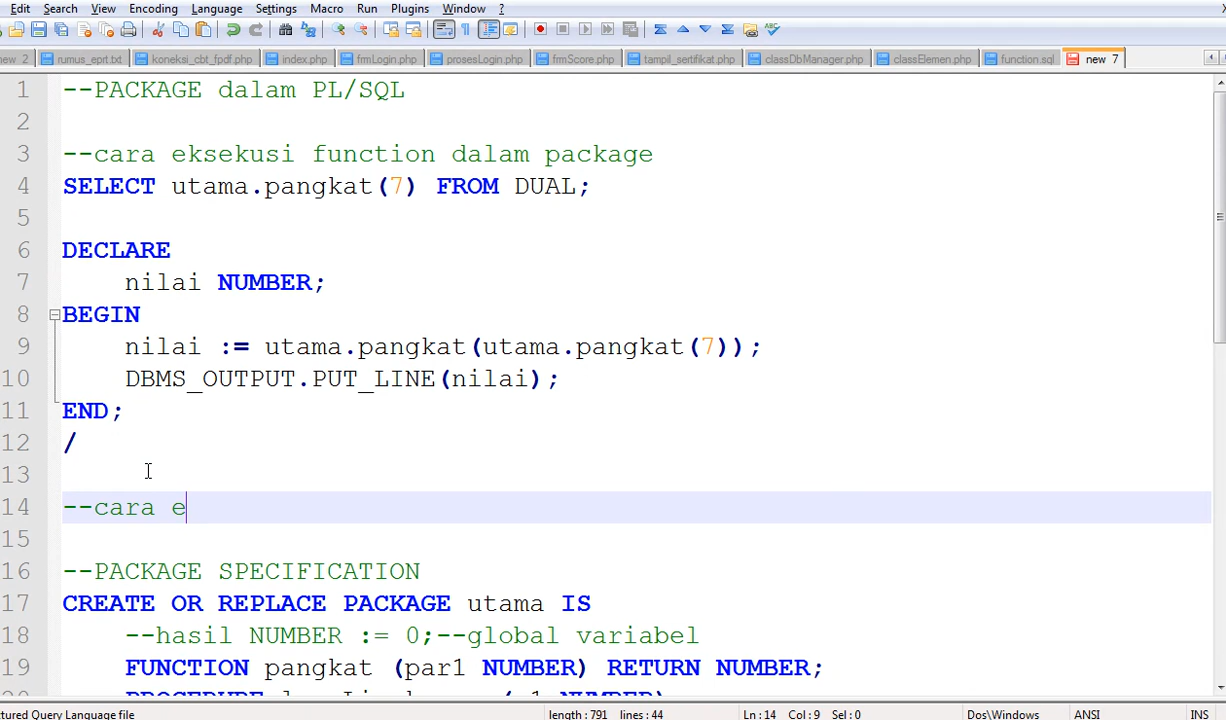 Edit Search View Encoding Language Settings Macro Run Plugins Window ?
new 2 rumus_eprt.txt koneksi_cbt_fpdf.php index.php frmLogin.php prosesLogin.php frmScore.php tampil_sertifikat.php classDbManager.php classElemen.php function.sql new 7
1 --PACKAGE dalam PL/SQL
2
3 --cara eksekusi function dalam package
4 SELECT utama.pangkat(7) FROM DUAL;
5
6 DECLARE
7 nilai NUMBER;
8 BEGIN
9 nilai := utama.pangkat(utama.pangkat(7));
10 DBMS_OUTPUT.PUT_LINE(nilai);
11 END;
12 /
13
14 --cara e
15
16 --PACKAGE SPECIFICATION
17 CREATE OR REPLACE PACKAGE utama IS
18 --hasil NUMBER := 0;--global variabel
19 FUNCTION pangkat (par1 NUMBER) RETURN NUMBER;
20 PROCEDURE NUMBER)
tured Query Language file length : 791 lines : 44 Ln : 14 Col : 9 Sel : 0 Dos\Windows ANSI INS